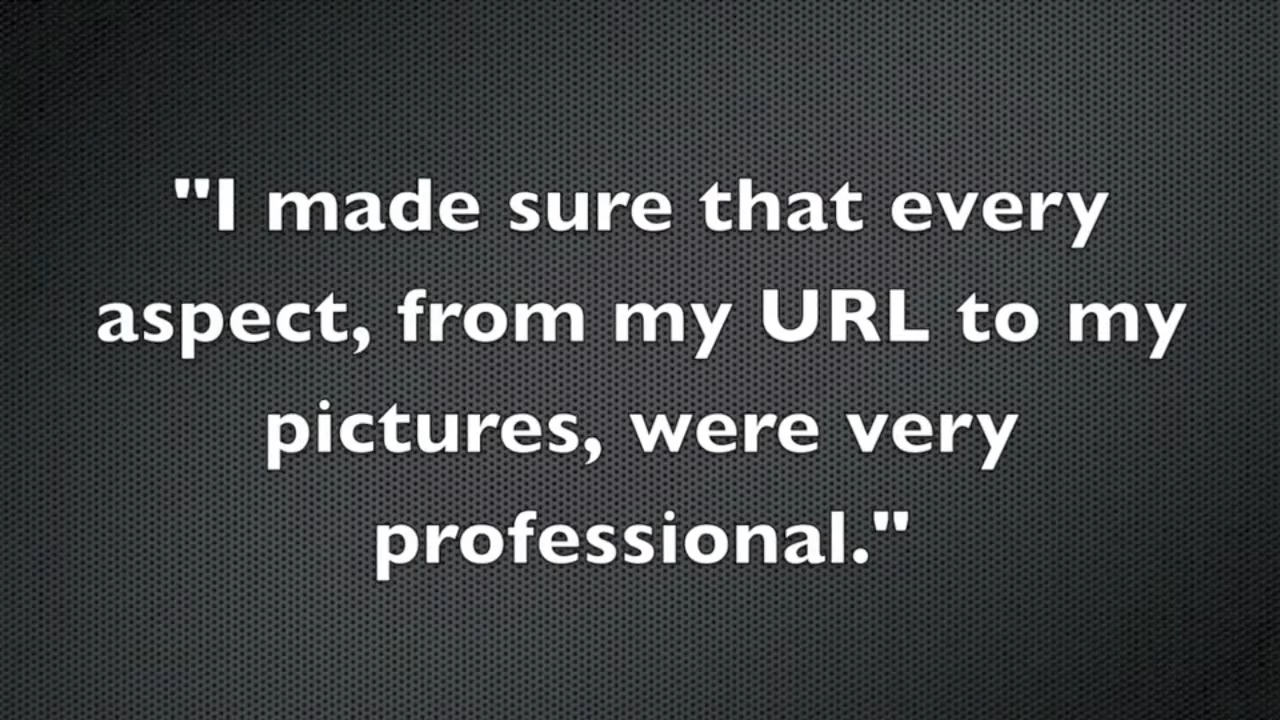 "I made sure that every
aspect, from my URL to my
pictures, were very
professional."